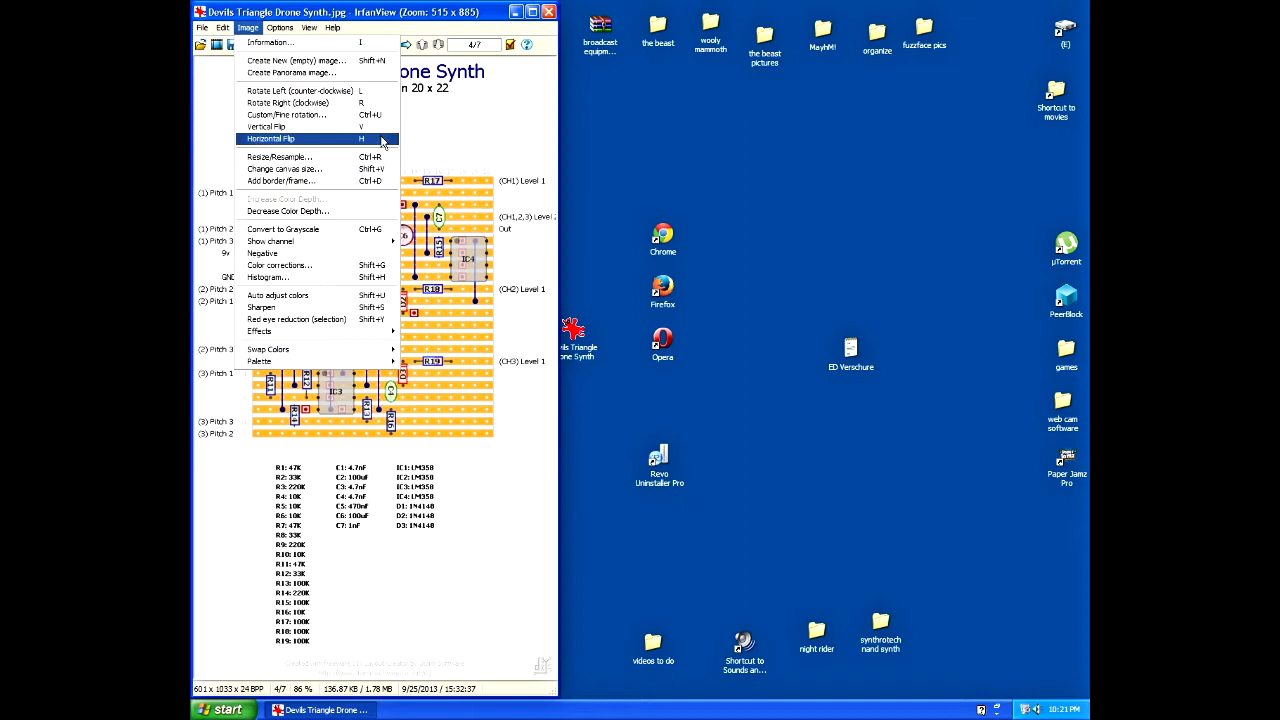 Devils Triangle Drone Synth.jpg - IrfanView (Zoom: 515 x 885)
File Edit Image Options View Help
4/7
Information... I
Create New (empty) image... Shift+N
Create Panorama image...
Rotate Left (counter-clockwise) L
Rotate Right (clockwise) R
Custom/Fine rotation... Ctrl+U
Vertical Flip V
Horizontal Flip H
Resize/Resample... Ctrl+R
Change canvas size... Shift+V
Add border/frame... Ctrl+D
Increase Color Depth...
Decrease Color Depth...
Convert to Grayscale Ctrl+G
Show channel
Negative
Color corrections... Shift+G
Histogram... Shift+H
Auto adjust colors Shift+U
Sharpen Shift+S
Red eye reduction (selection) Shift+Y
Effects
Swap Colors
Palette
one Synth
n 20 x 22
(1) Pitch 1
(1) Pitch 2
(1) Pitch 3
9v
GND
(2) Pitch 2
(2) Pitch 1
(2) Pitch 3
(3) Pitch 1
(3) Pitch 3
(3) Pitch 2
R17
(CH1) Level 1
C7
(CH1,2,3) Level 2
Out
R15
IC4
R18
(CH2) Level 1
R19
(CH3) Level 1
R11
R12
IC3
R14
R13
R16
R1: 47K C1: 4.7nF IC1: LM358
R2: 33K C2: 100uF IC2: LM358
R3: 220K C3: 4.7nF IC3: LM358
R4: 10K C4: 4.7nF IC4: LM358
R5: 10K C5: 470nF D1: 1N4148
R6: 10K C6: 100uF D2: 1N4148
R7: 47K C7: 1nF D3: 1N4148
R8: 33K
R9: 220K
R10: 10K
R11: 47K
R12: 33K
R13: 100K
R14: 220K
R15: 100K
R16: 10K
R17: 100K
R18: 100K
R19: 100K
601 x 1033 x 24 BPP 4/7 86 % 136.87 KB / 1.78 MB 9/25/2013 / 15:32:37
broadcast
equipm...
the beast
wooly
mammoth
the beast
pictures
MayhM!
organize
fuzzface pics
(E)
Shortcut to
movies
Chrome
Firefox
Opera
µTorrent
PeerBlock
games
web cam
software
Paper Jamz
Pro
ils Triangle
one Synth
ED Verschure
Revo
Uninstaller Pro
videos to do
Shortcut to
Sounds an...
night rider
synthrotech
nand synth
start
Devils Triangle Drone ...
10:21 PM